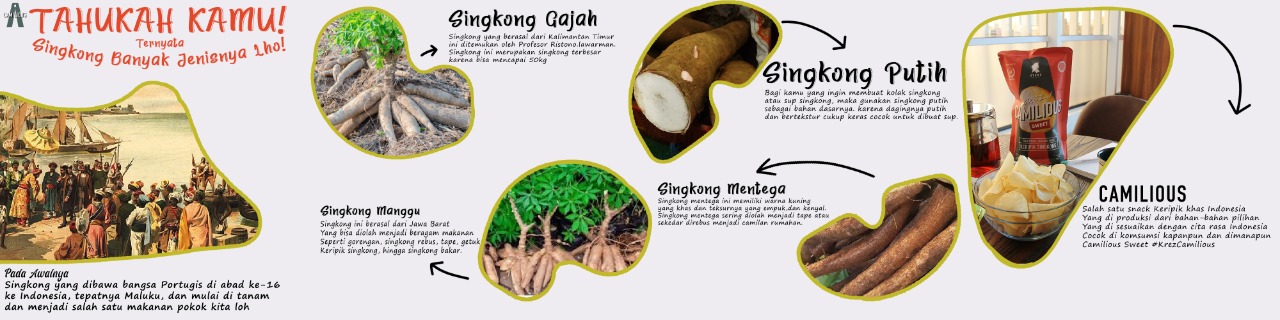 TAHUKAH KAMU!
Ternyata
Singkong Banyak Jenisnya Lho!
Pada Awalnya
Singkong yang dibawa bangsa Portugis di abad ke-16
ke Indonesia, tepatnya Maluku, dan mulai di tanam
dan menjadi salah satu makanan pokok kita loh
Singkong Gajah
Singkong yang berasal dari Kalimantan Timur
ini ditemukan oleh Profesor Ristono.lawarman.
Singkong ini merupakan singkong terbesar
karena bisa mencapai 50kg
Singkong Manggu
Singkong ini berasal dari Jawa Barat
Yang bisa diolah menjadi beragam makanan
Seperti gorengan, singkong rebus, tape, getuk
Keripik singkong, hingga singkong bakar.
Singkong Putih
Bagi kamu yang ingin membuat kolak singkong
atau sup singkong, maka gunakan singkong putih
sebagai bahan dasarnya. karena dagingnya putih
dan bertekstur cukup keras cocok untuk dibuat sup.
Singkong Mentega
Singkong mentega ini memiliki warna kuning
yang khas dan teksturnya yang empuk,dan kenyal.
Singkong mentega sering diolah menjadi tape atau
sekedar direbus menjadi camilan rumahan.
SWEET
CAMILIOUS
Salah satu snack Keripik khas Indonesia
Yang di produksi dari bahan-bahan pilihan
Yang di sesuaikan dengan cita rasa Indonesia
Cocok di komsumsi kapanpun dan dimanapun
Camilious Sweet #KrezCamilious